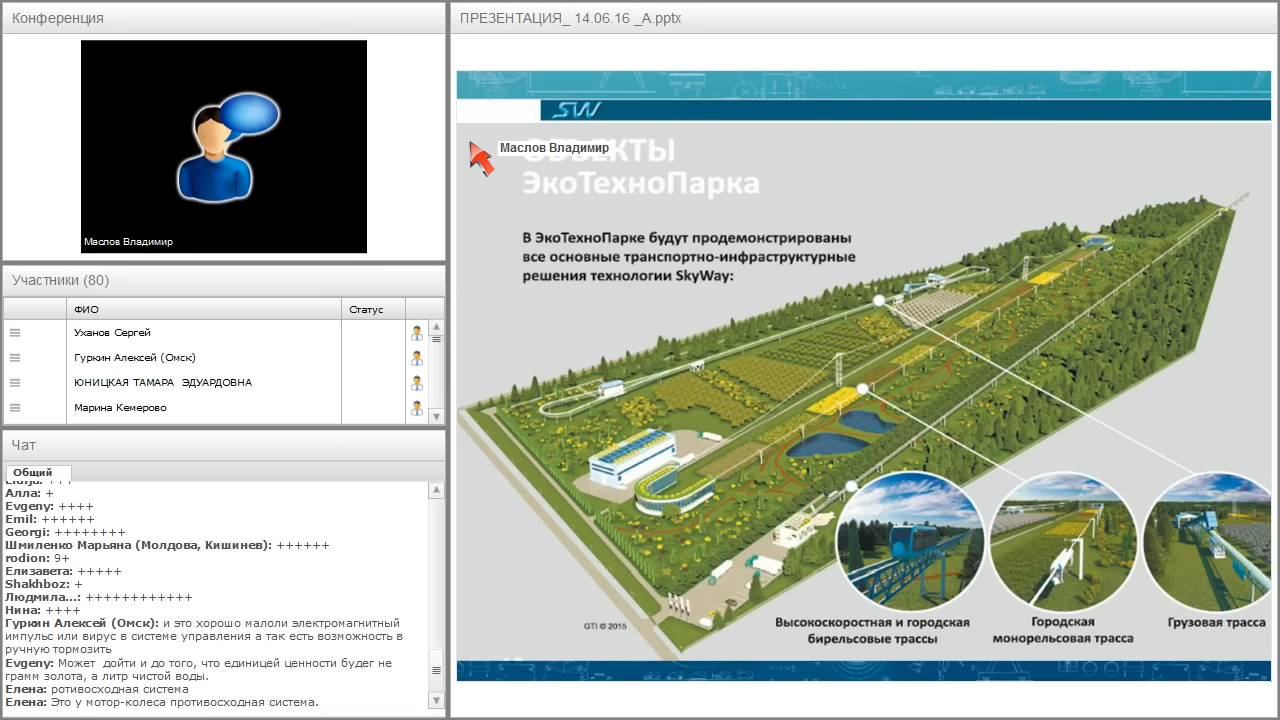 Конференция
Маслов Владимир
Участники (80)
ФИО
Статус
Уханов Сергей
Гуркин Алексей (Омск)
ЮНИЦКАЯ ТАМАРА ЭДУАРДОВНА
Марина Кемерово
Чат
Общий
Алла: +
Evgeny: ++++
Emil: ++++++
Georgi: ++++++++
Шмиленко Марьяна (Молдова, Кишинев): ++++++
rodion: 9+
Елизавета: +++++
Shakhboz: +
Людмила...: ++++++++++++
Нина: ++++
Гуркин Алексей (Омск): и это хорошо малоли электромагнитный
импульс или вирус в системе управления а так есть возможность в
ручную тормозить
Evgeny: Может дойти и до того, что единицей ценности будег не
грамм золота, а литр чистой воды.
Елена: ротивосходная система
Елена: Это у мотор-колеса противосходная система.
ПРЕЗЕНТАЦИЯ_ 14.06.16 _A.pptx
SW
Маслов Владимир
ОБЪЕКТЫ
ЭкоТехноПарка
В ЭкоТехноПарке будут продемонстрированы
все основные транспортно-инфраструктурные
решения технологии SkyWay:
GTI © 2015
Высокоскоростная и городская
бирельсовые трассы
Городская
монорельсовая трасса
Грузовая трасса